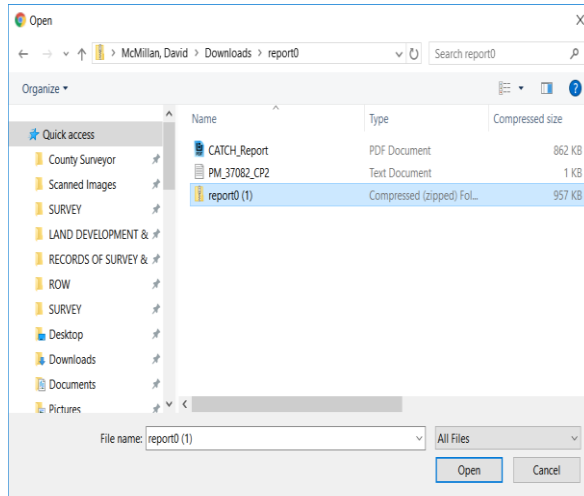 Open
McMillan, David > Downloads > report0
Search report0
Organize
Name
Type
Compressed size
Quick access
County Surveyor
Scanned Images
SURVEY
LAND DEVELOPMENT &
RECORDS OF SURVEY &
ROW
SURVEY
Desktop
Downloads
Documents
Pictures
CATCH_Report PDF Document 862 KB
PM_37082_CP2 Text Document 1 KB
report0 (1) Compressed (zipped) Fol... 957 KB
File name: report0 (1)
All Files
Open
Cancel